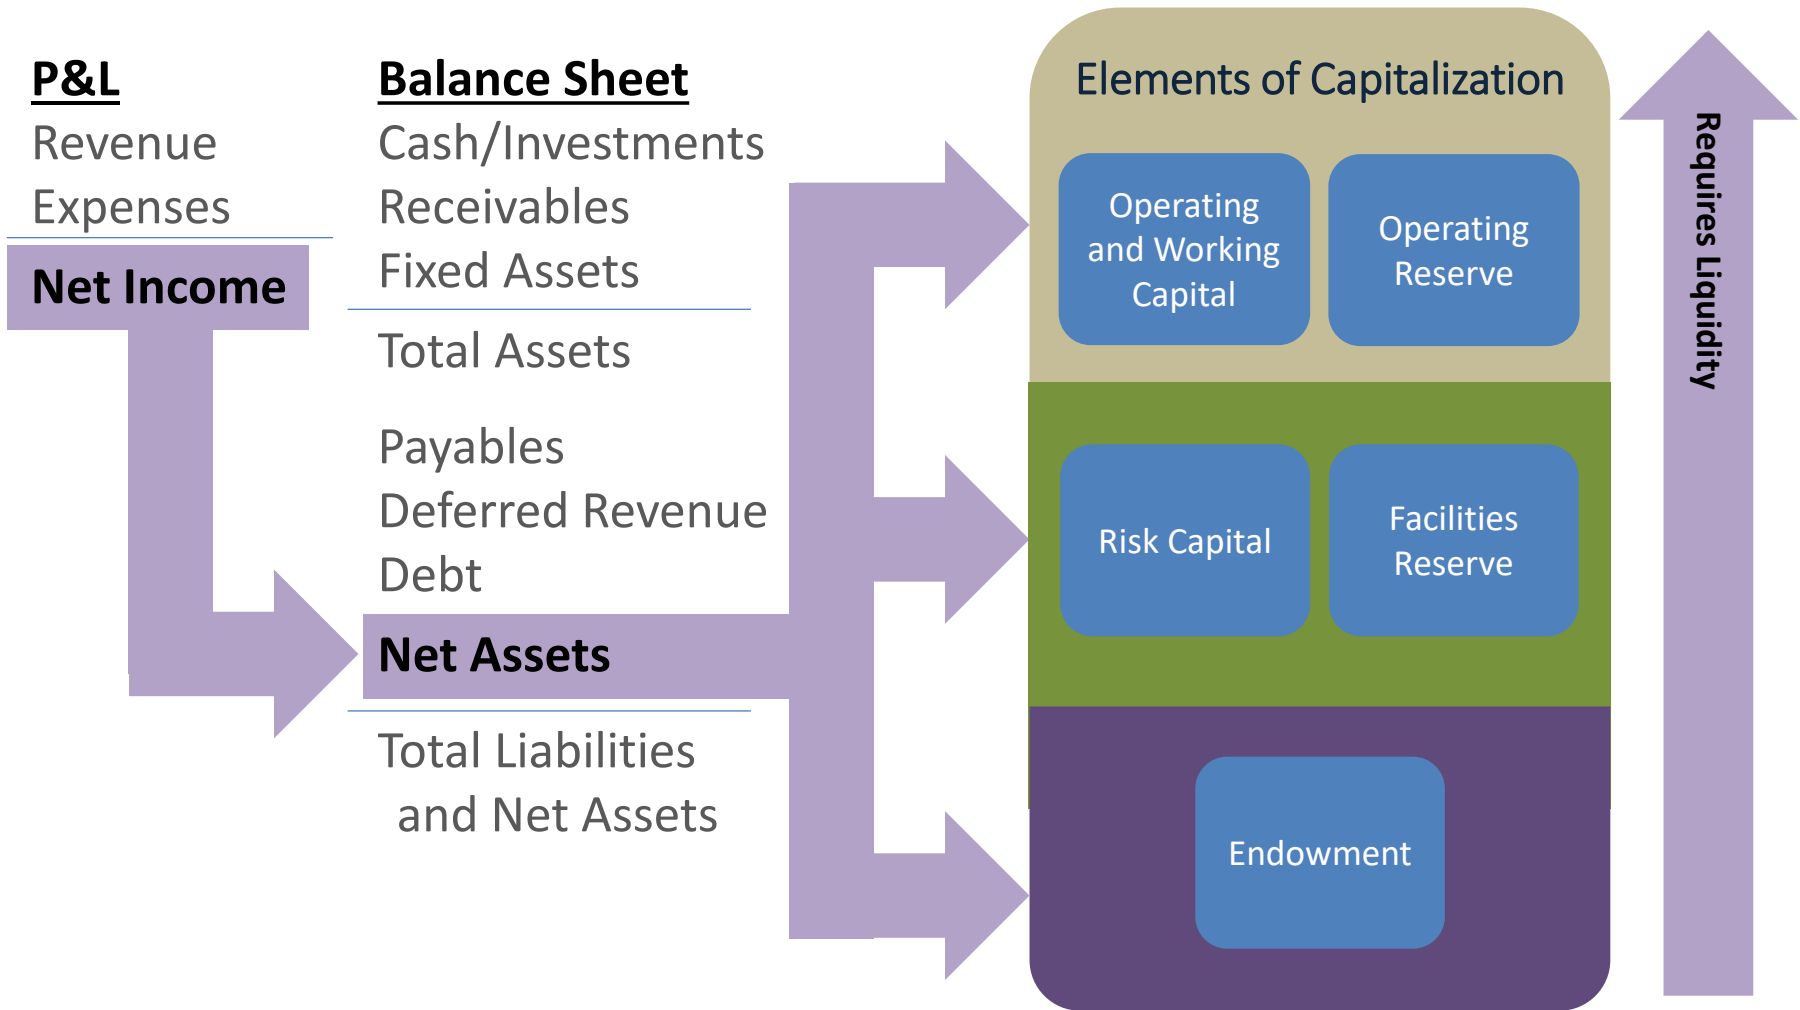 P&L
Revenue
Expenses
Net Income
Balance Sheet
Cash/Investments
Receivables
Fixed Assets
Total Assets
Payables
Deferred Revenue
Debt
Net Assets
Total Liabilities
and Net Assets
Elements of Capitalization
Operating
and Working
Capital
Operating
Reserve
Risk Capital
Facilities
Reserve
Endowment
Requires Liquidity